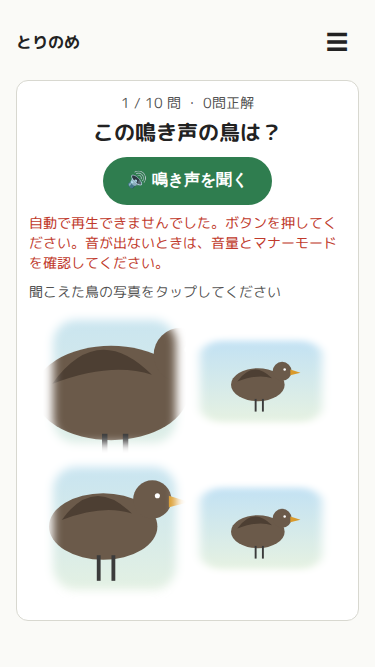 とりのめ
1 / 10 問 · 0問正解
この鳴き声の鳥は？
🔊 鳴き声を聞く
自動で再生できませんでした。ボタンを押してく
ださい。音が出ないときは、音量とマナーモード
を確認してください。
聞こえた鳥の写真をタップしてください